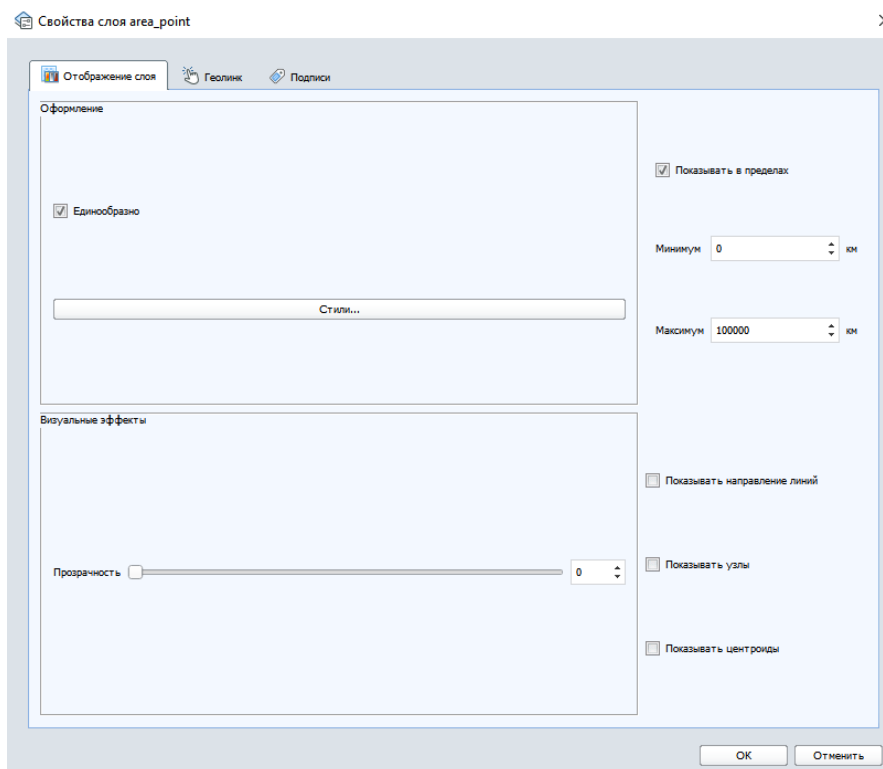 Свойства слоя area_point
Отображение слоя
Геолинк
Подписи
Оформление
Единообразно
Стили...
Показывать в пределах
Минимум 0 км
Максимум 100000 км
Визуальные эффекты
Прозрачность 0
Показывать направление линий
Показывать узлы
Показывать центроиды
ОК
Отменить